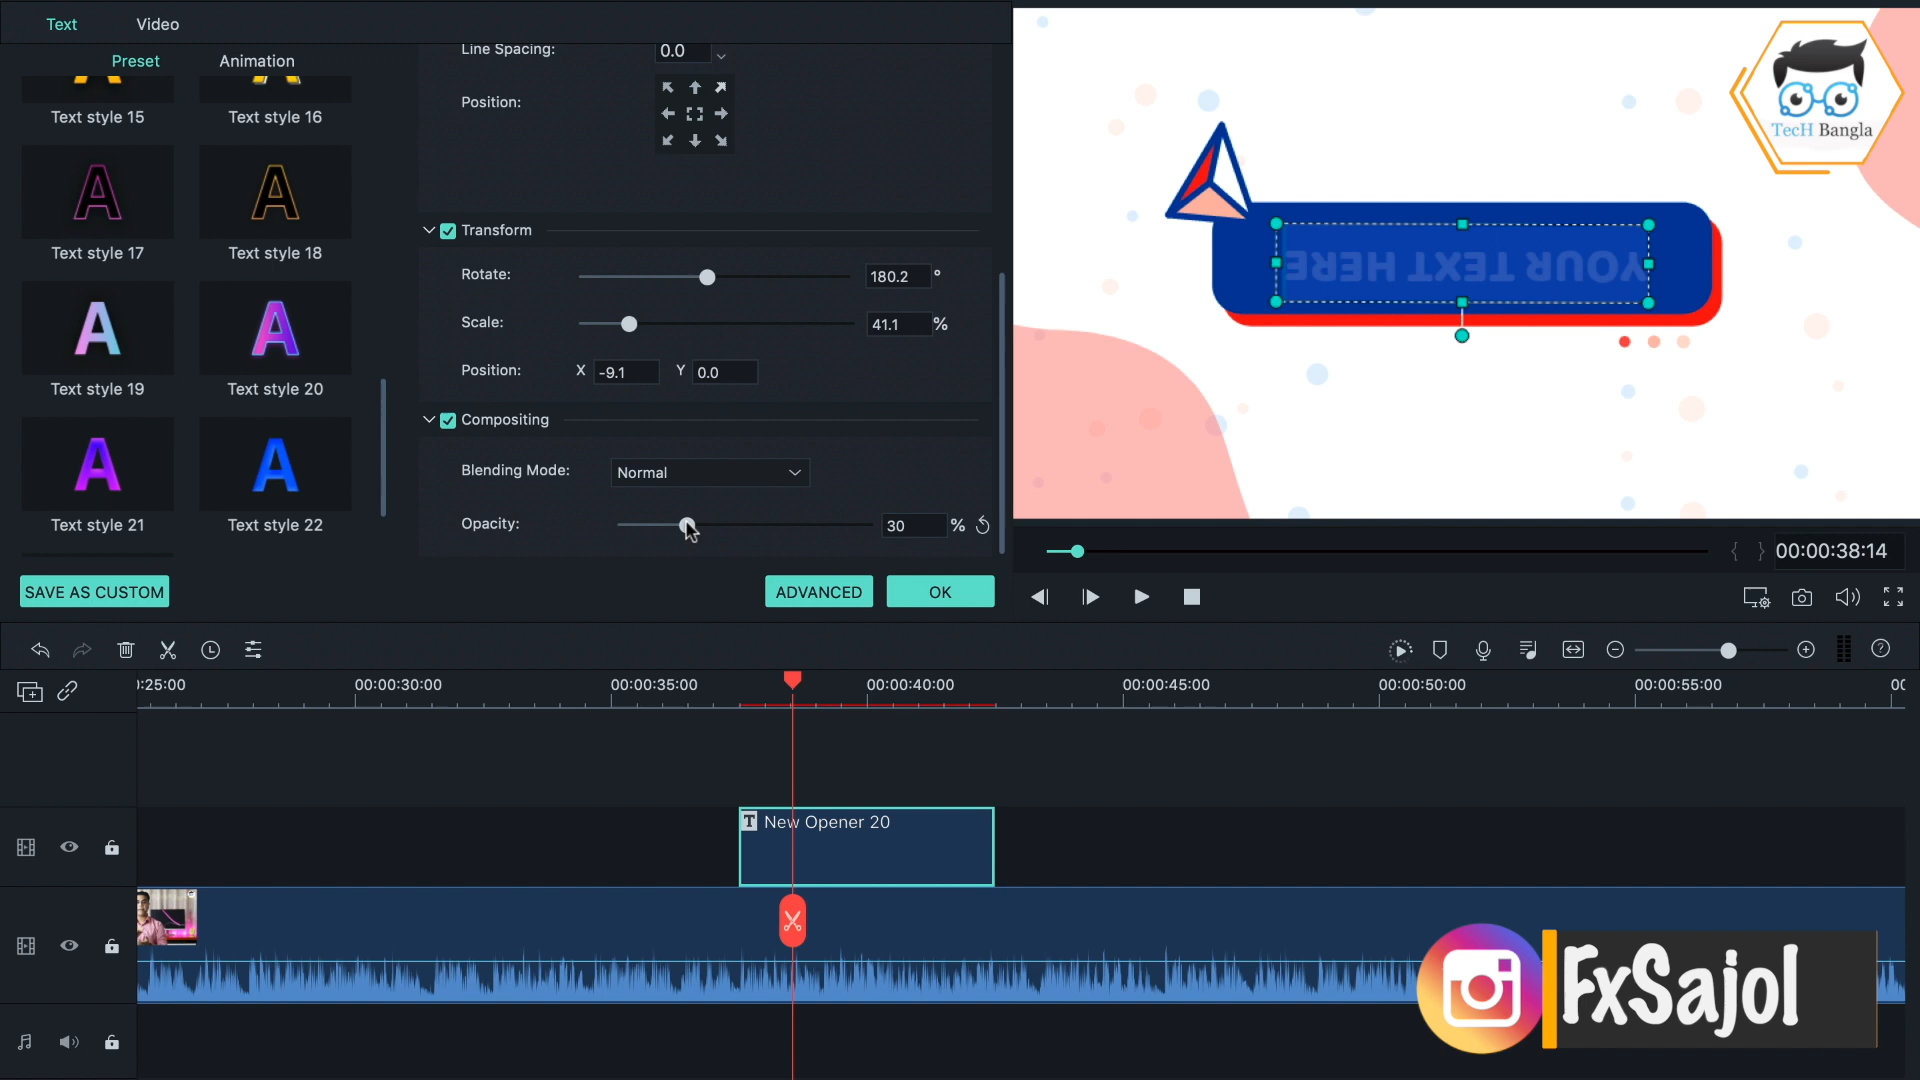 Text Video
Preset Animation
Line Spacing: 0.0
Position:
Text style 15 Text style 16
Text style 17 Text style 18
Text style 19 Text style 20
Text style 21 Text style 22
A A
A A
A A
Transform
Rotate: 180.2 °
Scale: 41.1 %
Position: X -9.1 Y 0.0
Compositing
Blending Mode: Normal
Opacity: 30 %
SAVE AS CUSTOM ADVANCED OK
YOUR TEXT HERE
TecH Bangla
{ } 00:00:38:14
):25:00 00:00:30:00 00:00:35:00 00:00:40:00 00:00:45:00 00:00:50:00 00:00:55:00 00
T New Opener 20
FxSajol